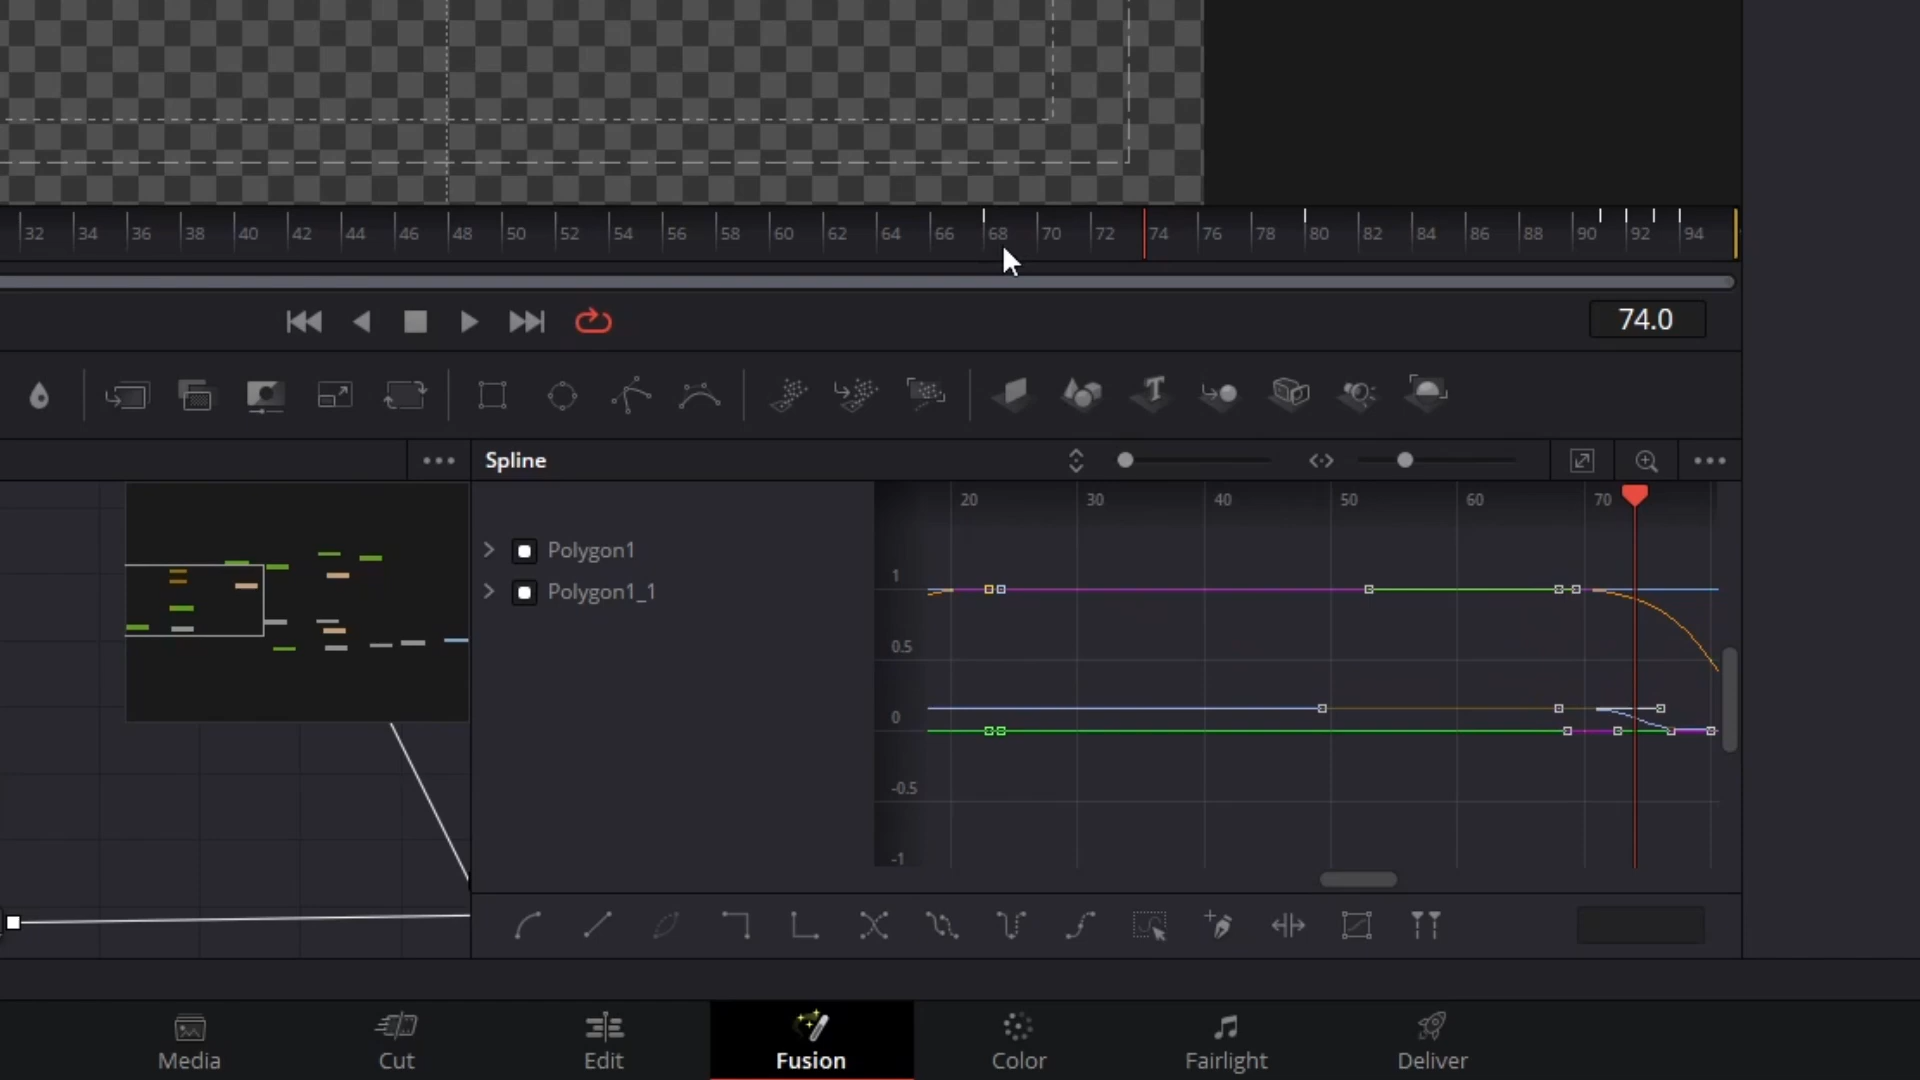 32 34 36 38 40 42 44 46 48 50 52 54 56 58 60 62 64 66 68 70 72 74 76 78 80 82 84 86 88 90 92 94
74.0
Spline
20 30 40 50 60 70
Polygon1
Polygon1_1
1
0.5
0
-0.5
-1
Media Cut Edit Fusion Color Fairlight Deliver